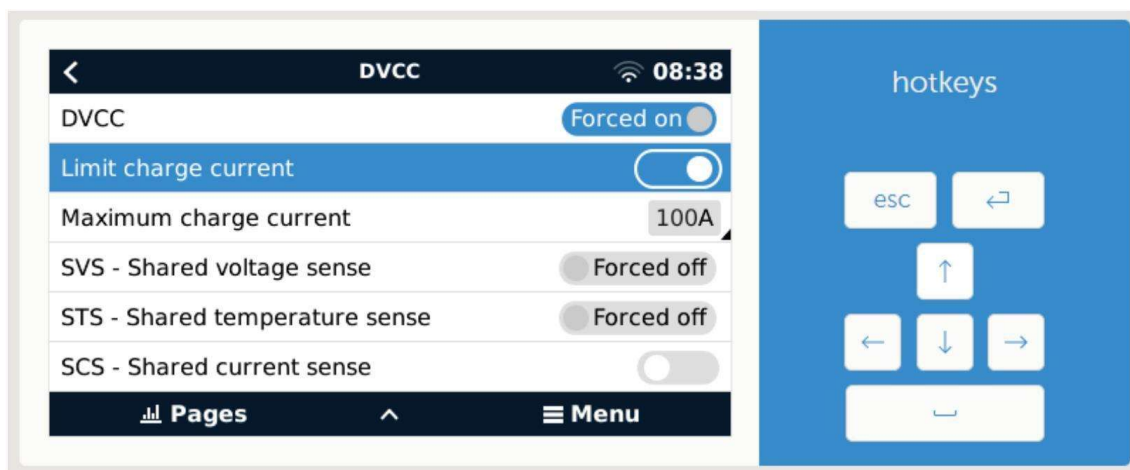 DVCC
08:38
DVCC
Forced on
Limit charge current
Maximum charge current
100A
SVS - Shared voltage sense
Forced off
STS - Shared temperature sense
Forced off
SCS - Shared current sense
Pages
Menu
hotkeys
esc